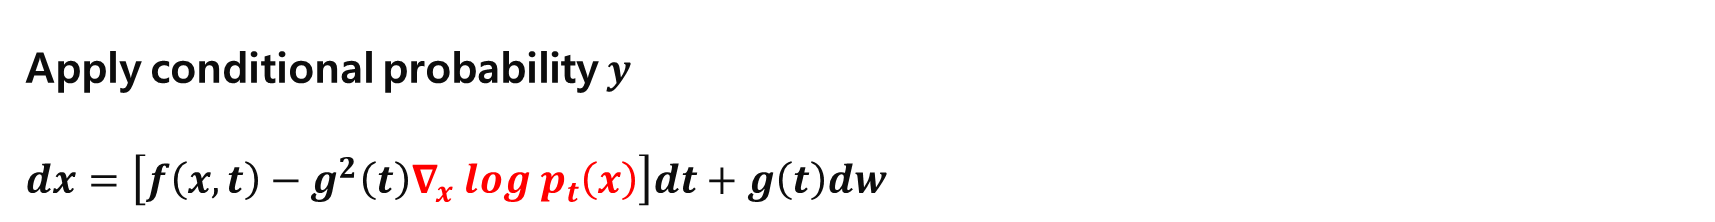 Apply conditional probability y
dx = [f(x, t) − g²(t)∇ₓ log pₜ(x)]dt + g(t)dw